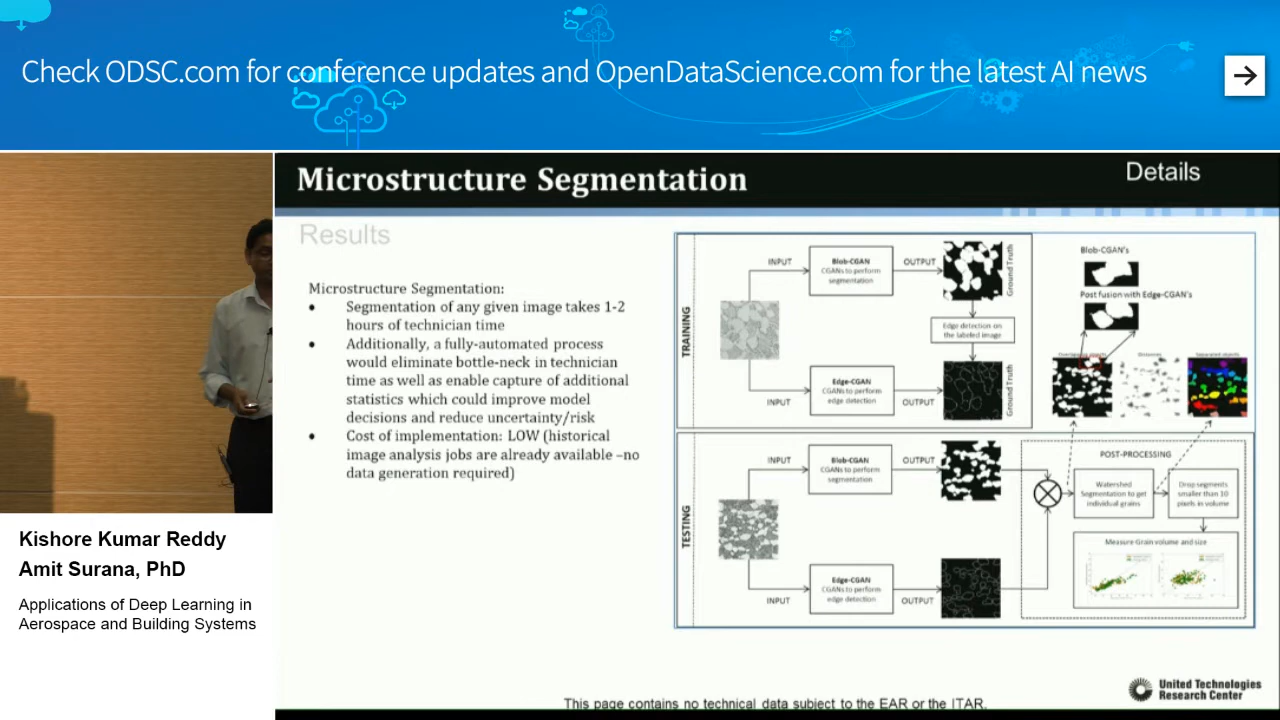 Check ODSC.com for conference updates and OpenDataScience.com for the latest AI news
Microstructure Segmentation
Details
Results
Microstructure Segmentation:
• Segmentation of any given image takes 1-2
hours of technician time
• Additionally, a fully-automated process
would eliminate bottle-neck in technician
time as well as enable capture of additional
statistics which could improve model
decisions and reduce uncertainty/risk
• Cost of implementation: LOW (historical
image analysis jobs are already available –no
data generation required)
TRAINING
INPUT
Blob-CGAN
CGANs to perform
segmentation
OUTPUT
Ground Truth
Edge detection on
the labeled image
INPUT
Edge-CGAN
CGANs to perform
edge detection
OUTPUT
Ground Truth
Blob-CGAN's
Post fusion with Edge-CGAN's
TESTING
INPUT
Blob-CGAN
CGANs to perform
segmentation
OUTPUT
INPUT
Edge-CGAN
CGANs to perform
edge detection
OUTPUT
POST-PROCESSING
Watershed
Segmentation to get
individual grains
Drop segments
smaller than 10
pixels in volume
Measure Grain volume and size
Kishore Kumar Reddy
Amit Surana, PhD
Applications of Deep Learning in
Aerospace and Building Systems
United Technologies
Research Center
This page contains no technical data subject to the EAR or the ITAR.